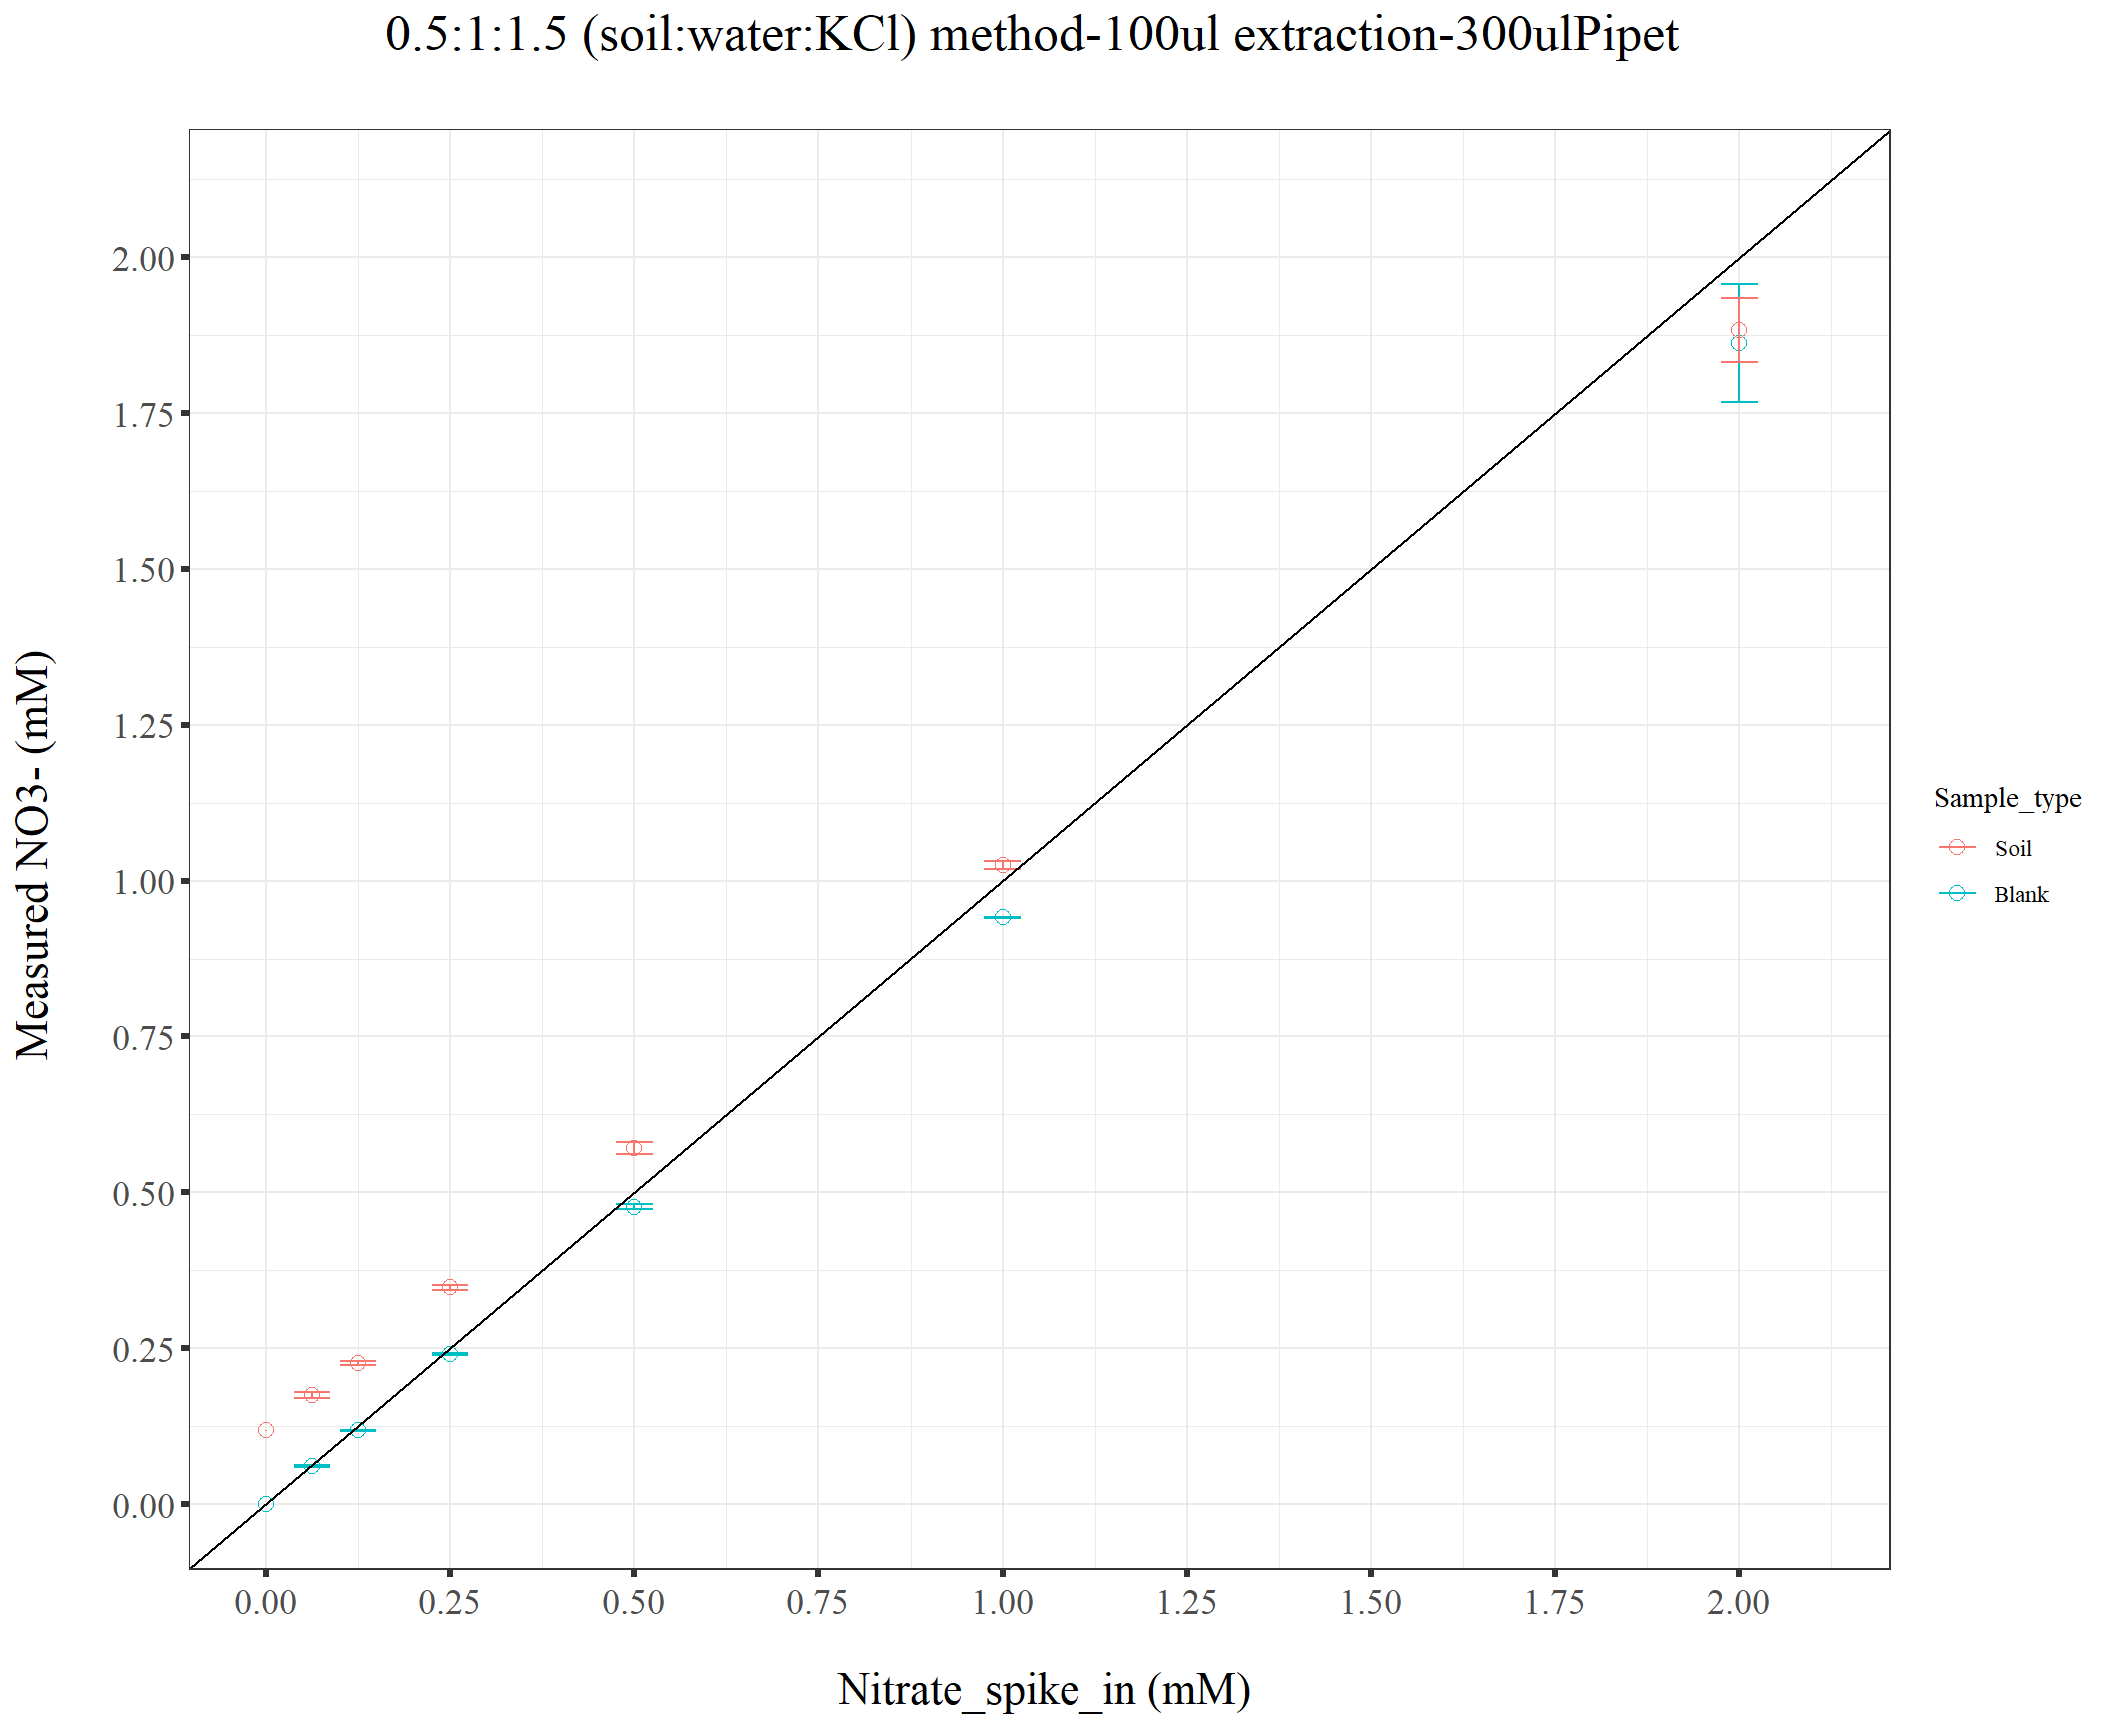 0.5:1:1.5 (soil:water:KCl) method-100ul extraction-300ulPipet
Measured NO3- (mM)
2.00
1.75
1.50
1.25
1.00
0.75
0.50
0.25
0.00
0.00 0.25 0.50 0.75 1.00 1.25 1.50 1.75 2.00
Nitrate_spike_in (mM)
Sample_type
Soil
Blank